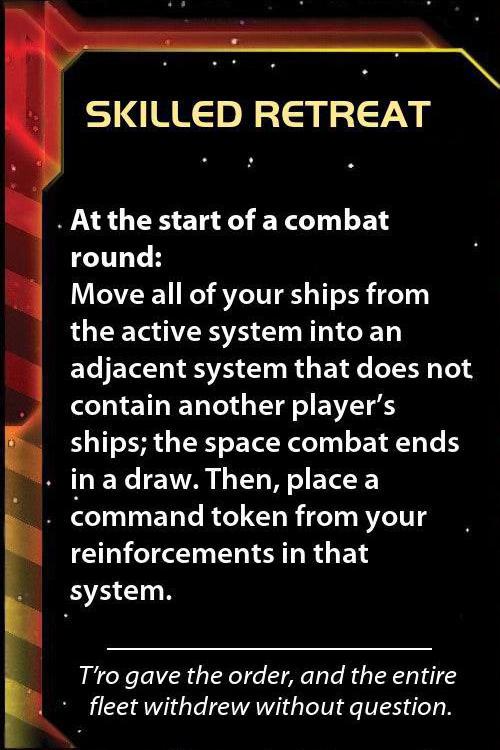 SKILLED RETREAT
At the start of a combat
round:
Move all of your ships from
the active system into an
adjacent system that does not
contain another player’s
ships; the space combat ends
in a draw. Then, place a
command token from your
reinforcements in that
system.
T’ro gave the order, and the entire
fleet withdrew without question.